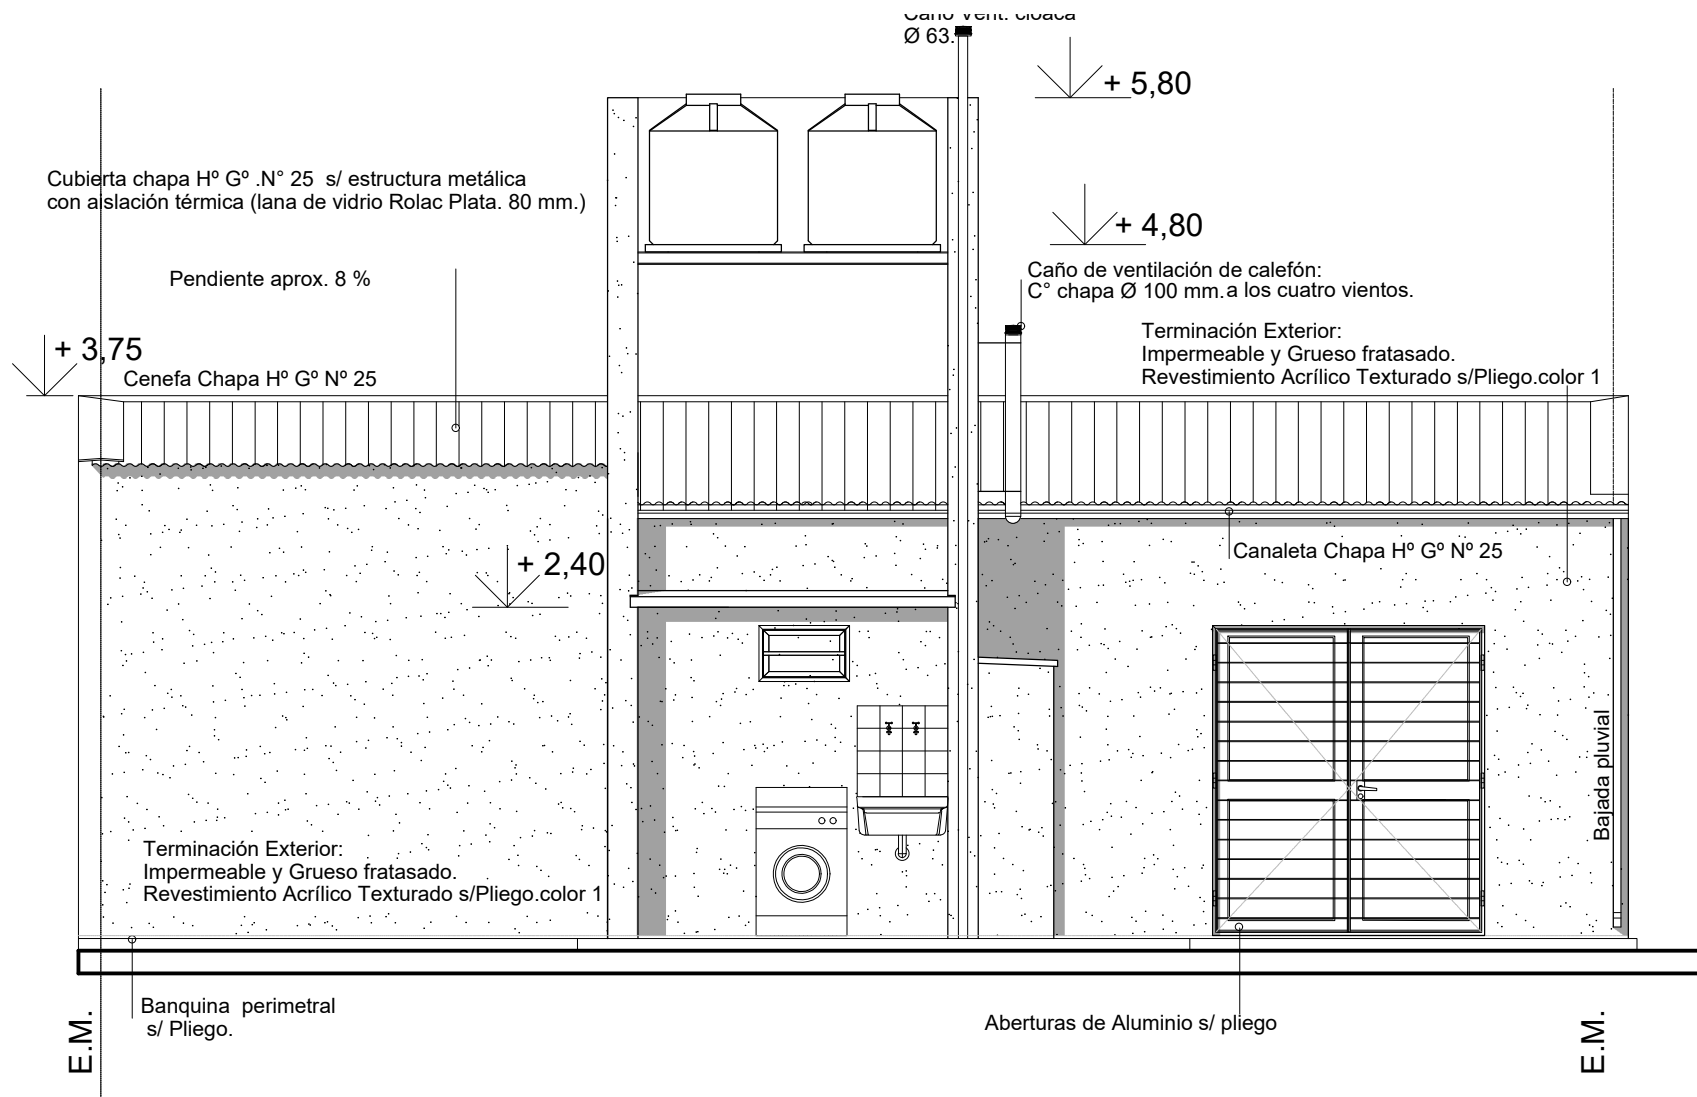 Caño Vent. cloaca
Ø 63.
+ 5,80
Cubierta chapa Hº Gº .N° 25 s/ estructura metálica
con aislación térmica (lana de vidrio Rolac Plata. 80 mm.)
+ 4,80
Pendiente aprox. 8 %
Caño de ventilación de calefón:
C° chapa Ø 100 mm.a los cuatro vientos.
Terminación Exterior:
Impermeable y Grueso fratasado.
Revestimiento Acrílico Texturado s/Pliego.color 1
+ 3,75
Cenefa Chapa Hº Gº Nº 25
Canaleta Chapa Hº Gº Nº 25
+ 2,40
Bajada pluvial
Terminación Exterior:
Impermeable y Grueso fratasado.
Revestimiento Acrílico Texturado s/Pliego.color 1
Banquina perimetral
s/ Pliego.
Aberturas de Aluminio s/ pliego
E.M.
E.M.